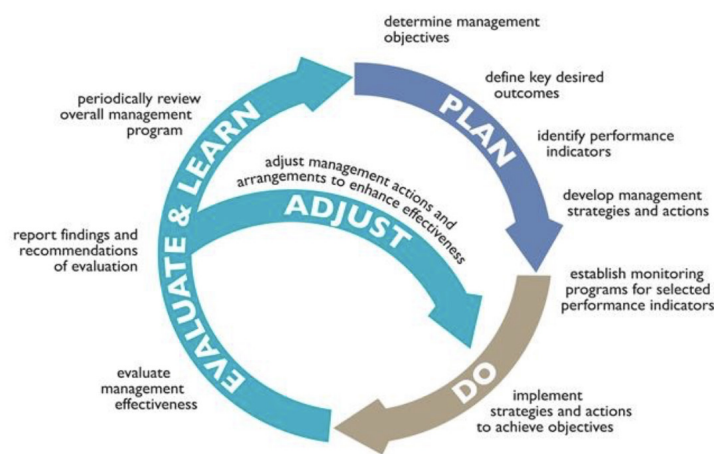 determine management
objectives
define key desired
outcomes
identify performance
indicators
develop management
strategies and actions
establish monitoring
programs for selected
performance indicators
implement
strategies and actions
to achieve objectives
evaluate
management
effectiveness
report findings and
recommendations
of evaluation
periodically review
overall management
program
adjust management actions and
arrangements to enhance effectiveness
PLAN
DO
EVALUATE & LEARN
ADJUST